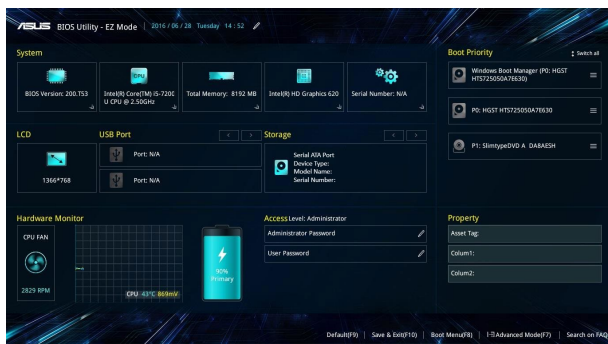 ASUS BIOS Utility - EZ Mode | 2016/06/28 Tuesday 14:52
System
BIOS Version: 200.T53
CPU
Intel(R) Core(TM) i5-7200
U CPU @ 2.50GHz
Total Memory: 8192 MB
Intel(R) HD Graphics 620
Serial Number: N/A
Boot Priority
Switch all
Windows Boot Manager (P0: HGST
HTS725050A7E630)
P0: HGST HTS725050A7E630
P1: SlimtypeDVD A DA8AESH
LCD
1366*768
USB Port
< >
Port: N/A
Port: N/A
Storage
< >
Serial ATA Port
Device Type:
Model Name:
Serial Number:
Hardware Monitor
CPU FAN
2829 RPM
CPU 43°C 869mV
90%
Primary
Access Level: Administrator
Administrator Password
User Password
Property
Asset Tag:
Colum1:
Colum2:
Default(F9) | Save & Exit(F10) | Boot Menu(F8) | Advanced Mode(F7) | Search on FAQ